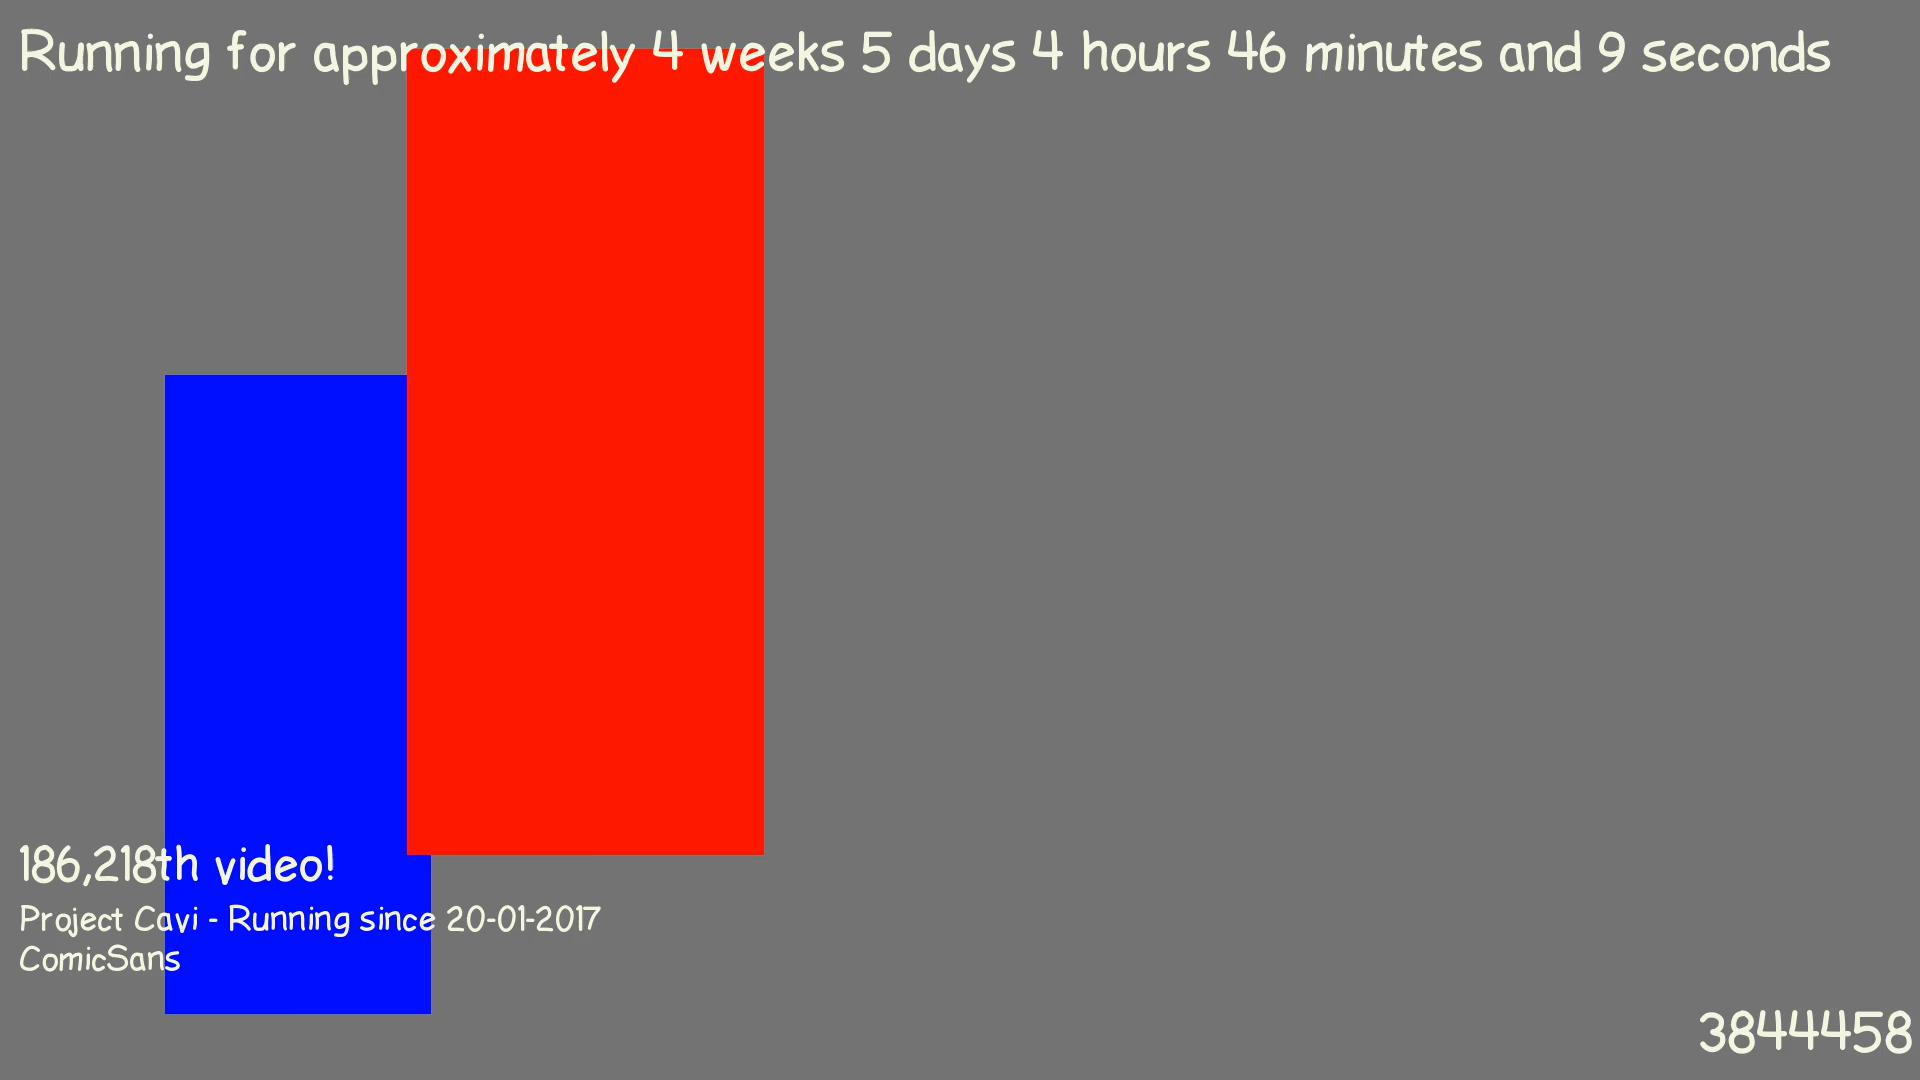 Running for approximately 4 weeks 5 days 4 hours 46 minutes and 9 seconds
186,218th video!
Project Cavi - Running since 20-01-2017
ComicSans
3844458